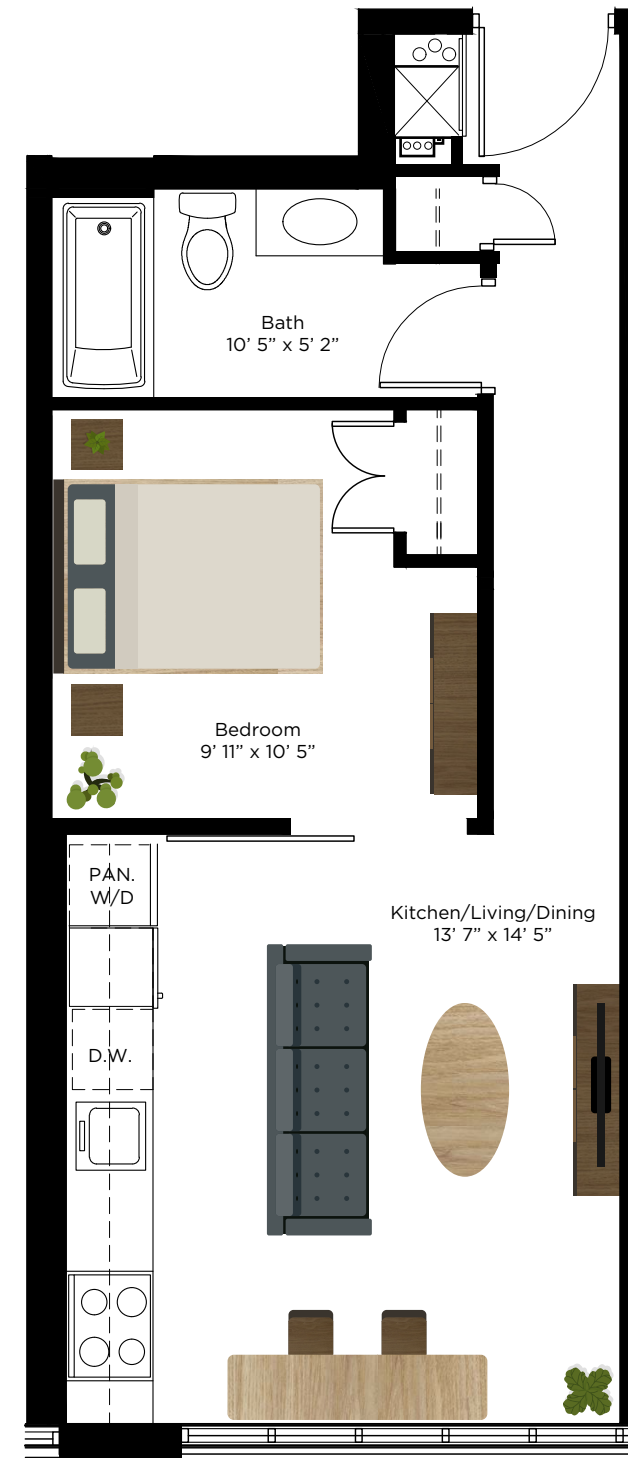 Bath
10’ 5” x 5’ 2”
Bedroom
9’ 11” x 10’ 5”
PAN.
W/D
Kitchen/Living/Dining
13’ 7” x 14’ 5”
D.W.